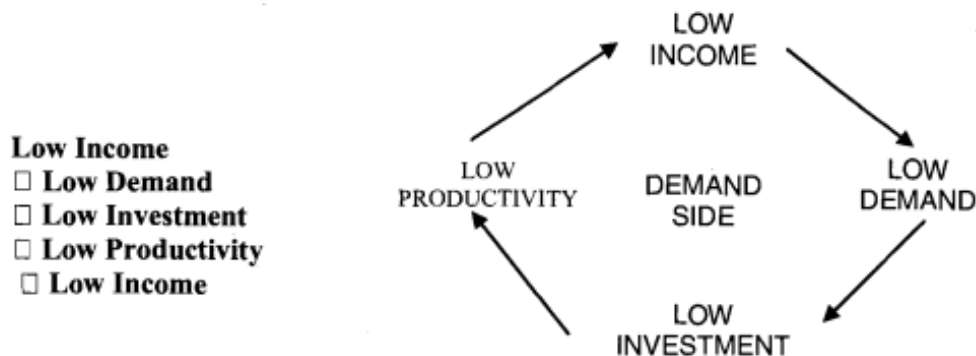 Low Income
□ Low Demand
□ Low Investment
□ Low Productivity
□ Low Income
LOW
INCOME
LOW
PRODUCTIVITY
DEMAND
SIDE
LOW
DEMAND
LOW
INVESTMENT